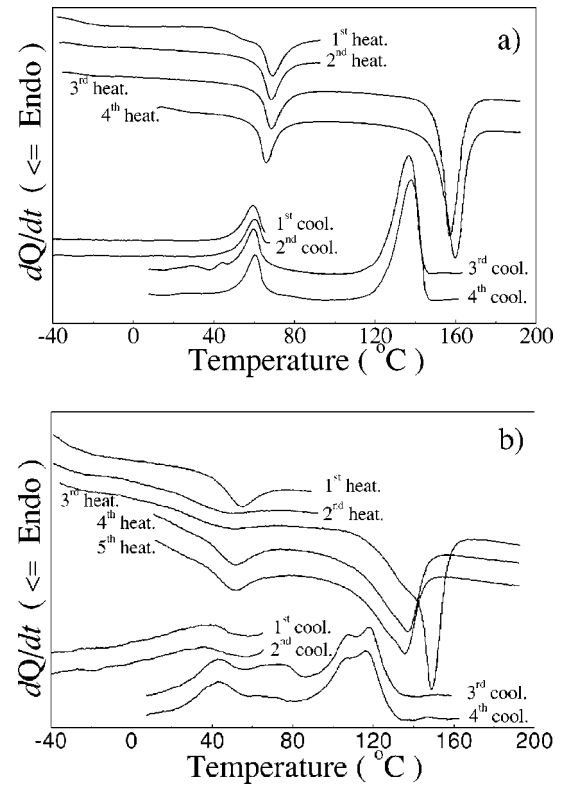 a)
dQ/dt ( <= Endo )
1st heat.
2nd heat.
3rd heat.
4th heat.
1st cool.
2nd cool.
3rd cool.
4th cool.
-40 0 40 80 120 160 200
Temperature ( °C )
b)
dQ/dt ( <= Endo )
1st heat.
2nd heat.
3rd heat.
4th heat.
5th heat.
1st cool.
2nd cool.
3rd cool.
4th cool.
-40 0 40 80 120 160 200
Temperature ( °C )